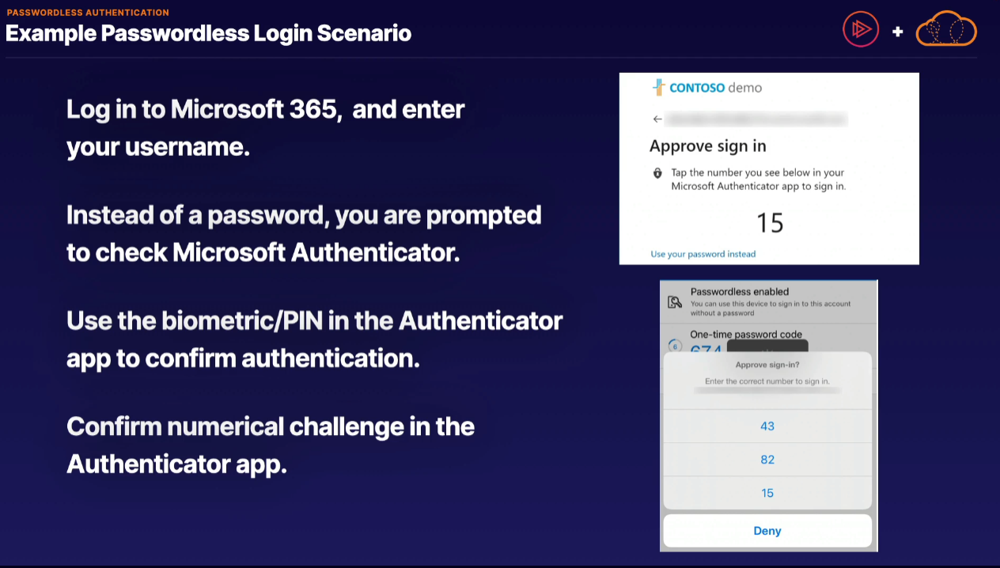 PASSWORDLESS AUTHENTICATION
Example Passwordless Login Scenario
Log in to Microsoft 365, and enter
your username.
Instead of a password, you are prompted
to check Microsoft Authenticator.
Use the biometric/PIN in the Authenticator
app to confirm authentication.
Confirm numerical challenge in the
Authenticator app.
CONTOSO demo
Approve sign in
Tap the number you see below in your
Microsoft Authenticator app to sign in.
15
Use your password instead
Passwordless enabled
You can use this device to sign in to this account
without a password
One-time password code
6
Approve sign-in?
Enter the correct number to sign in.
43
82
15
Deny